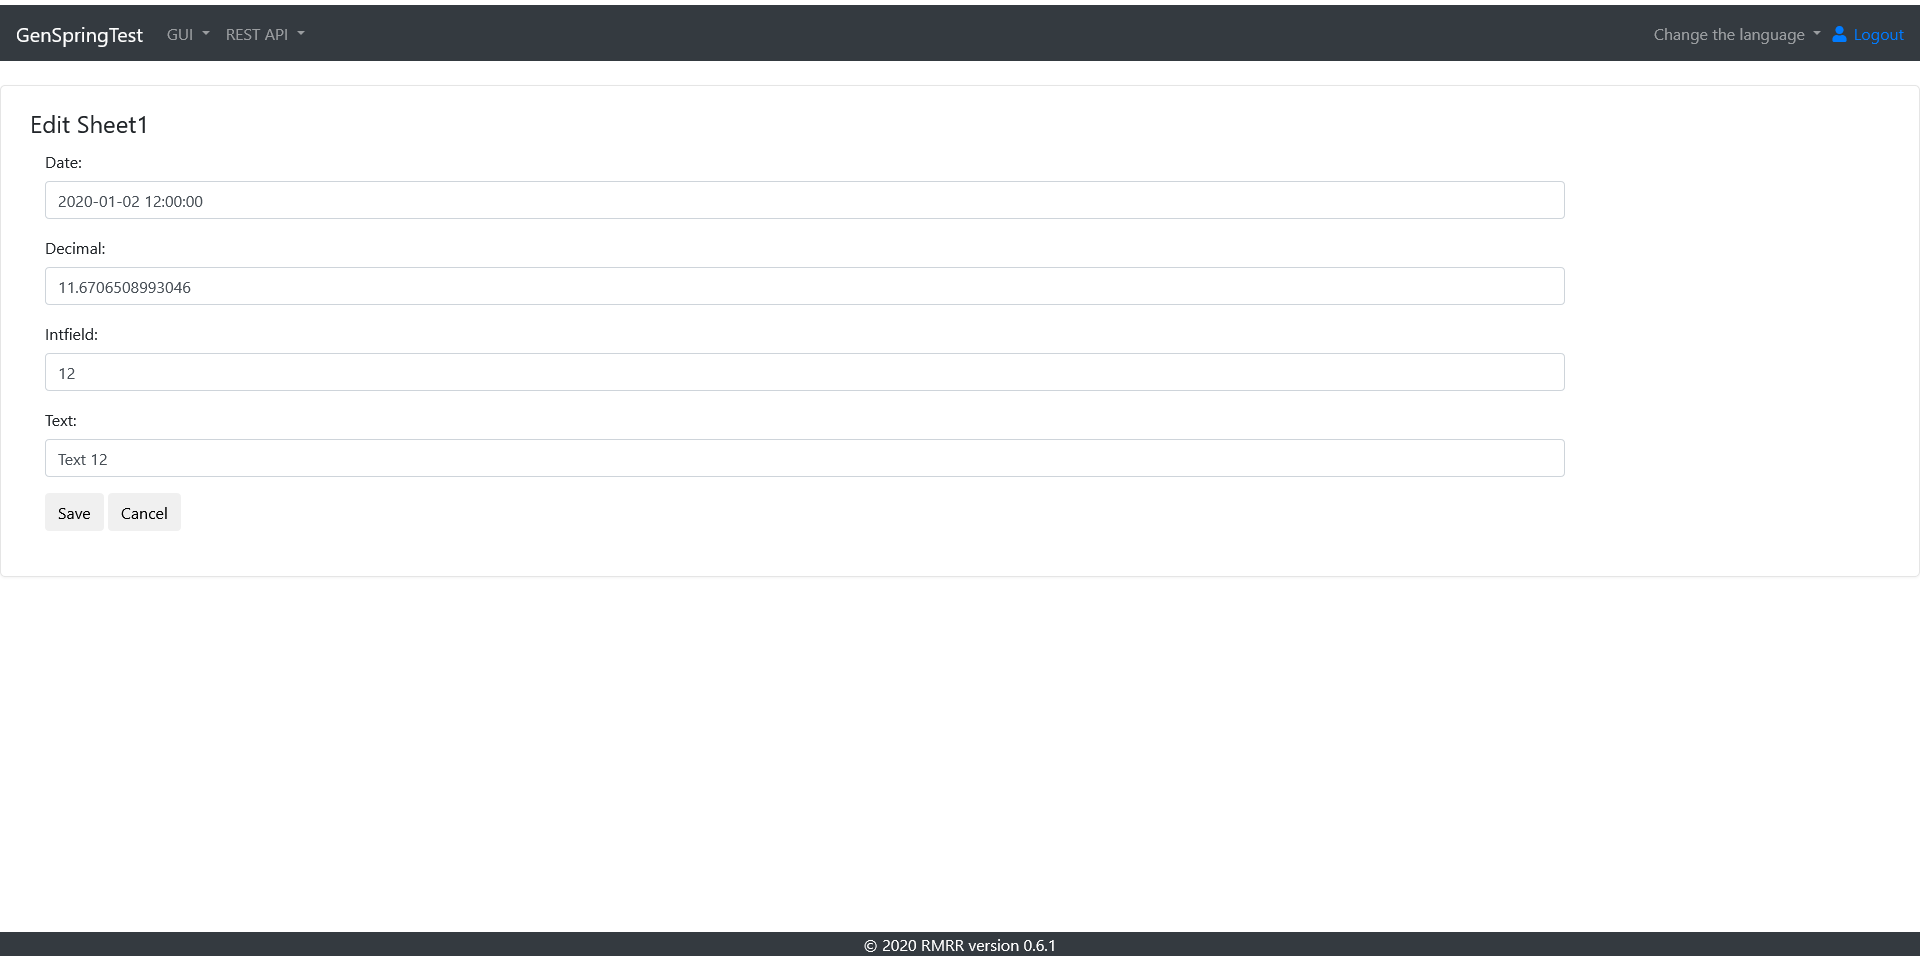 GenSpringTest GUI REST API Change the language Logout
Edit Sheet1
Date:
2020-01-02 12:00:00
Decimal:
11.6706508993046
Intfield:
12
Text:
Text 12
Save Cancel
© 2020 RMRR version 0.6.1